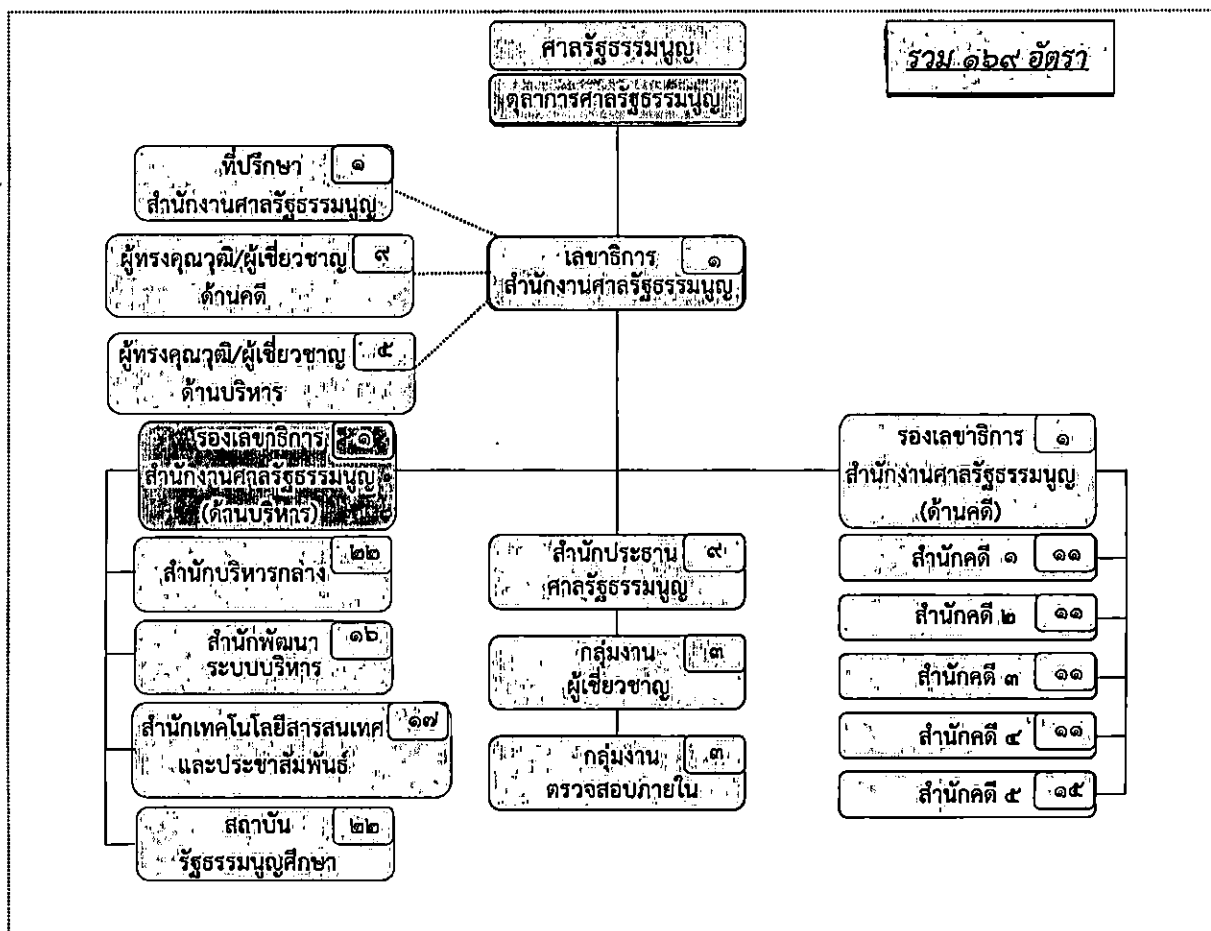 ศาลรัฐธรรมนูญ
รวม ๑๖๙ อัตรา
ตุลาการศาลรัฐธรรมนูญ
ที่ปรึกษา ๑
สำนักงานศาลรัฐธรรมนูญ
ผู้ทรงคุณวุฒิ/ผู้เชี่ยวชาญ ๙
ด้านคดี
เลขาธิการ ๑
สำนักงานศาลรัฐธรรมนูญ
ผู้ทรงคุณวุฒิ/ผู้เชี่ยวชาญ ๕
ด้านบริหาร
รองเลขาธิการ ๑
สำนักงานศาลรัฐธรรมนูญ
(ด้านบริหาร)
รองเลขาธิการ ๑
สำนักงานศาลรัฐธรรมนูญ
(ด้านคดี)
สำนักบริหารกลาง ๒๒
สำนักพัฒนา ๑๖
ระบบบริหาร
สำนักเทคโนโลยีสารสนเทศ ๑๗
และประชาสัมพันธ์
สถาบัน ๒๒
รัฐธรรมนูญศึกษา
สำนักประธาน ๙
ศาลรัฐธรรมนูญ
กลุ่มงาน ๓
ผู้เชี่ยวชาญ
กลุ่มงาน ๓
ตรวจสอบภายใน
สำนักคดี ๑ ๑๑
สำนักคดี ๒ ๑๑
สำนักคดี ๓ ๑๑
สำนักคดี ๔ ๑๑
สำนักคดี ๕ ๑๕